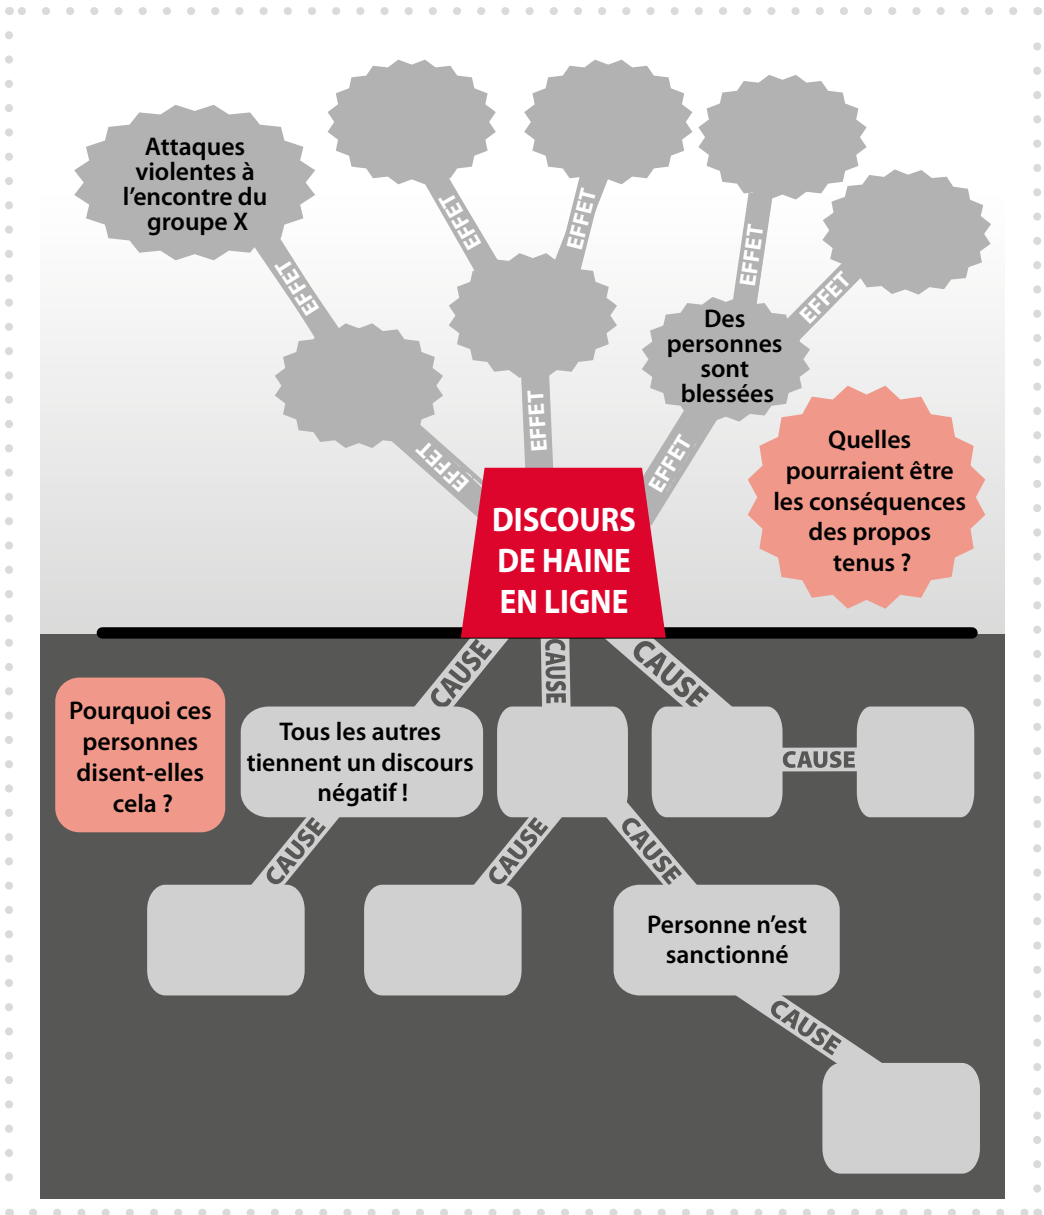 Attaques
violentes à
l'encontre du
groupe X
EFFET
EFFET
EFFET
EFFET
EFFET
Des
personnes
sont
blessées
EFFET
EFFET
EFFET
Quelles
pourraient être
les conséquences
des propos
tenus ?
DISCOURS
DE HAINE
EN LIGNE
CAUSE
CAUSE
CAUSE
Pourquoi ces
personnes
disent-elles
cela ?
Tous les autres
tiennent un discours
négatif !
CAUSE
CAUSE
CAUSE
CAUSE
Personne n'est
sanctionné
CAUSE